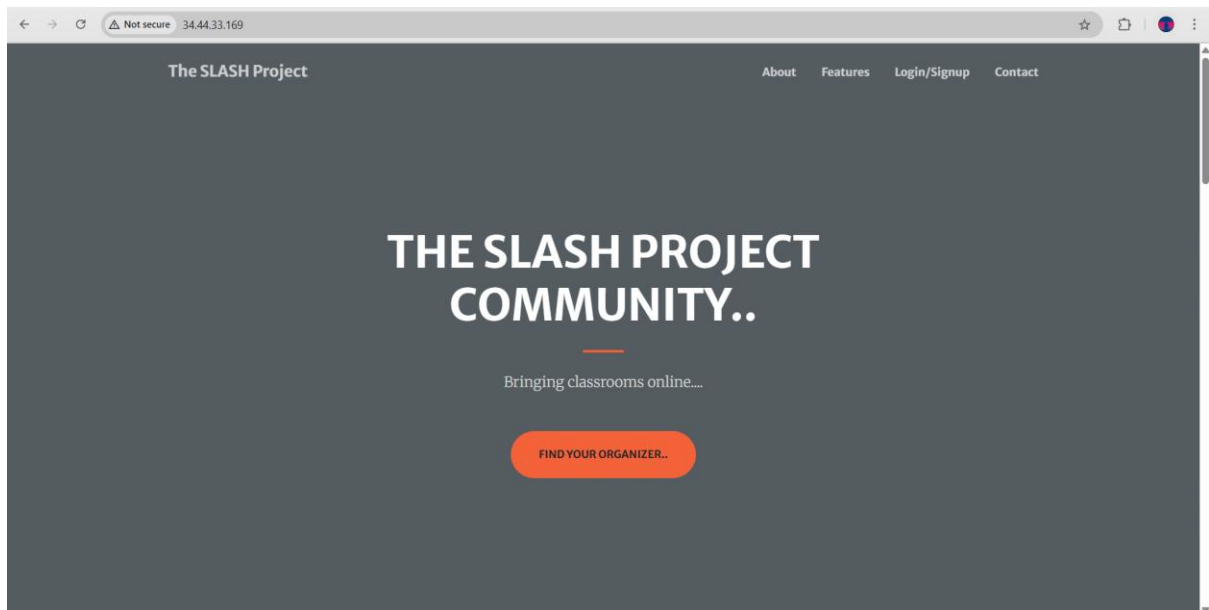 Not secure 34.44.33.169
The SLASH Project About Features Login/Signup Contact
THE SLASH PROJECT
COMMUNITY..
Bringing classrooms online....
FIND YOUR ORGANIZER..